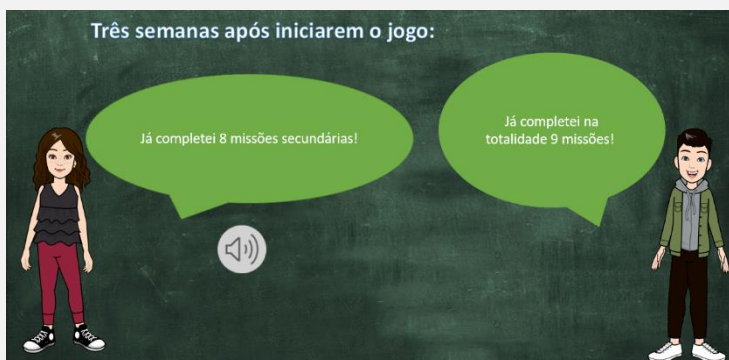 Três semanas após iniciarem o jogo:
Já completei 8 missões secundárias!
Já completei na
totalidade 9 missões!